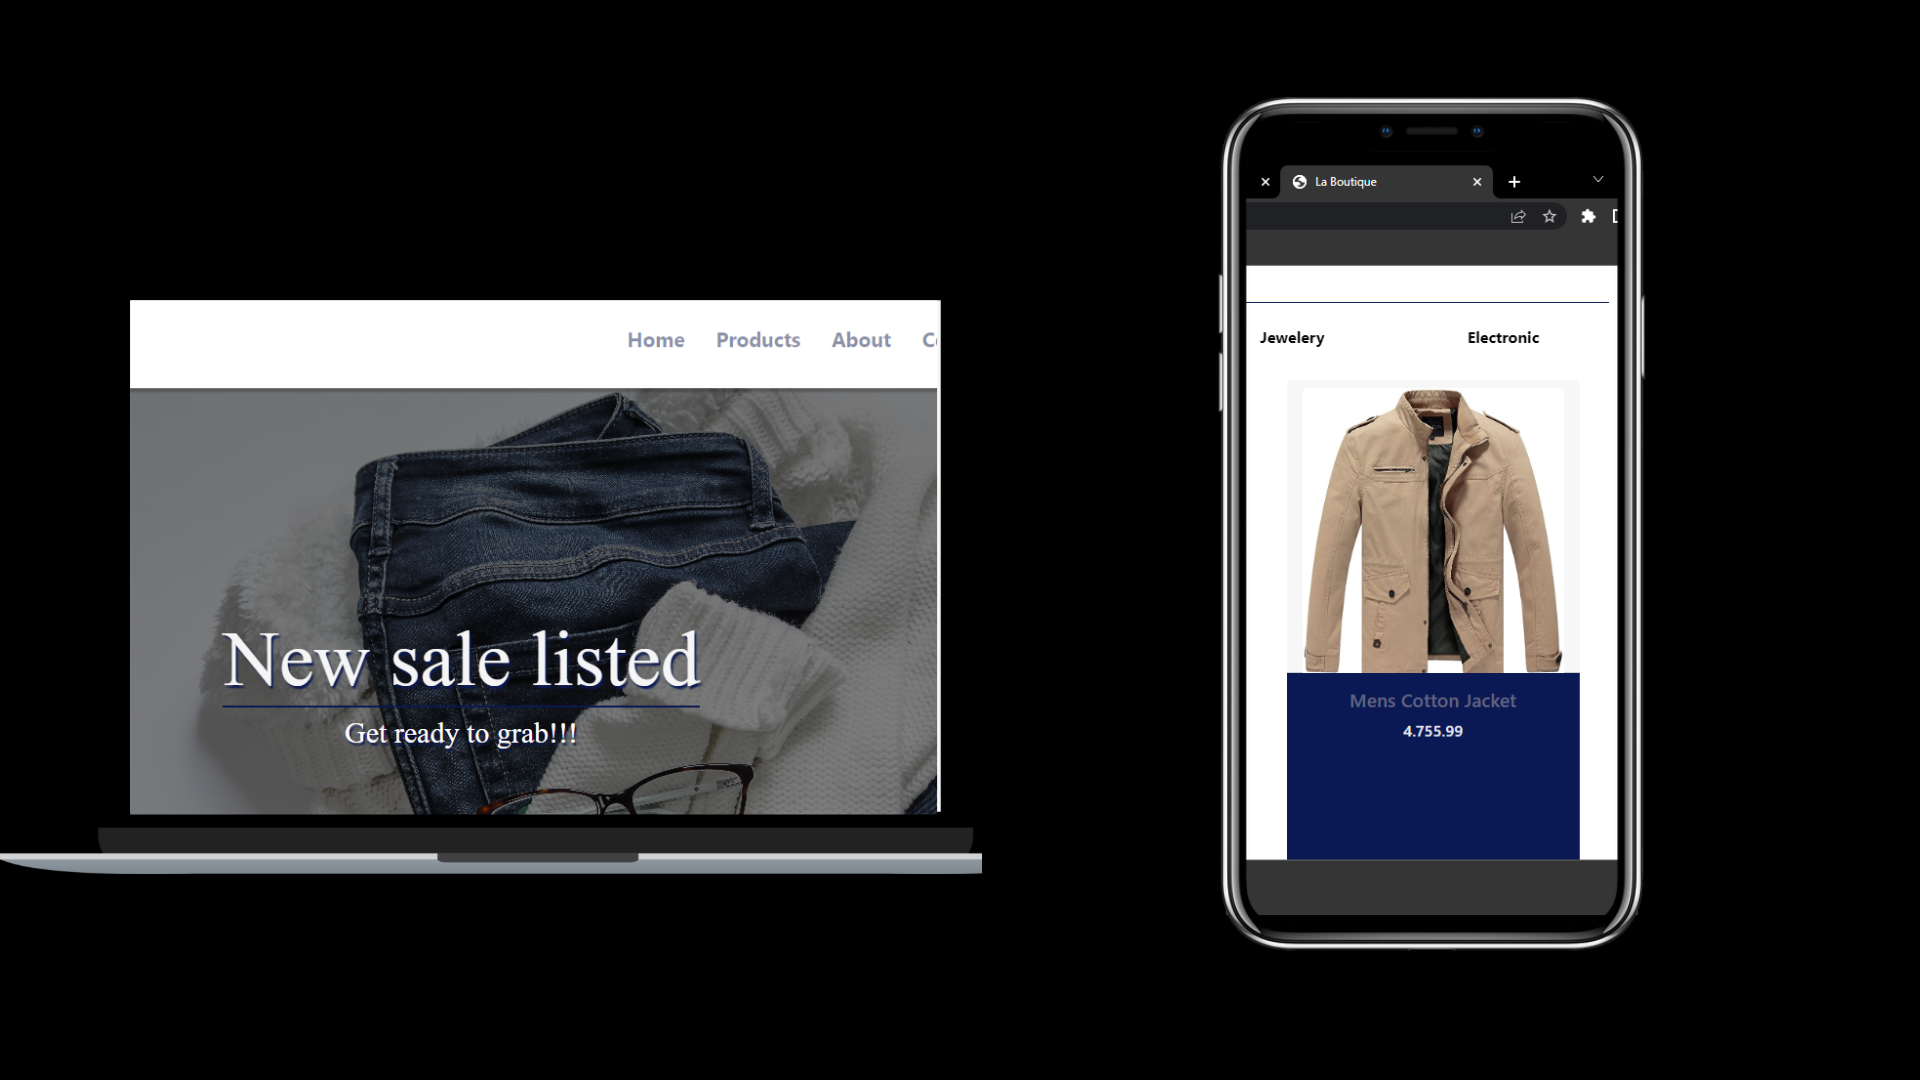 Home Products About
New sale listed
Get ready to grab!!!
La Boutique
Jewelery Electronic
Mens Cotton Jacket
4.755.99